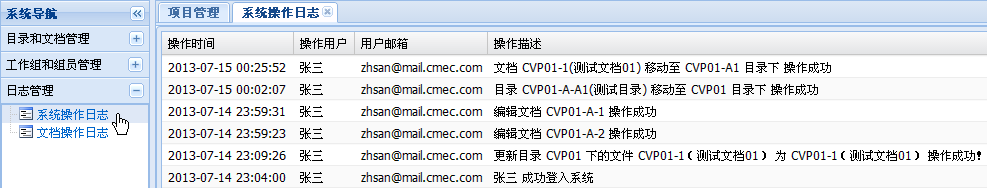 系统导航
目录和文档管理
工作组和组员管理
日志管理
系统操作日志
文档操作日志
项目管理 系统操作日志
操作时间 操作用户 用户邮箱 操作描述
2013-07-15 00:25:52 张三 zhsan@mail.cmec.com 文档 CVP01-1(测试文档01) 移动至 CVP01-A1 目录下 操作成功
2013-07-15 00:02:07 张三 zhsan@mail.cmec.com 目录 CVP01-A-A1(测试目录) 移动至 CVP01 目录下 操作成功
2013-07-14 23:59:31 张三 zhsan@mail.cmec.com 编辑文档 CVP01-A-1 操作成功
2013-07-14 23:59:23 张三 zhsan@mail.cmec.com 编辑文档 CVP01-A-2 操作成功
2013-07-14 23:09:26 张三 zhsan@mail.cmec.com 更新目录 CVP01 下的文件 CVP01-1（测试文档01） 为 CVP01-1（测试文档01） 操作成功！
2013-07-14 23:04:00 张三 zhsan@mail.cmec.com 张三 成功登入系统